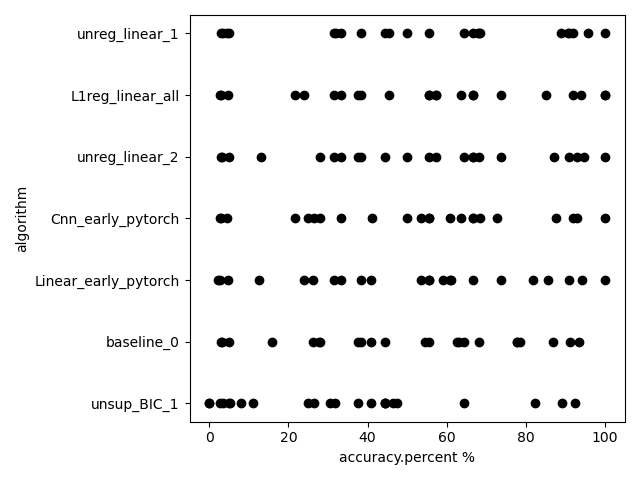 unreg_linear_1
L1reg_linear_all
unreg_linear_2
Cnn_early_pytorch
Linear_early_pytorch
baseline_0
unsup_BIC_1
algorithm
0 20 40 60 80 100
accuracy.percent %